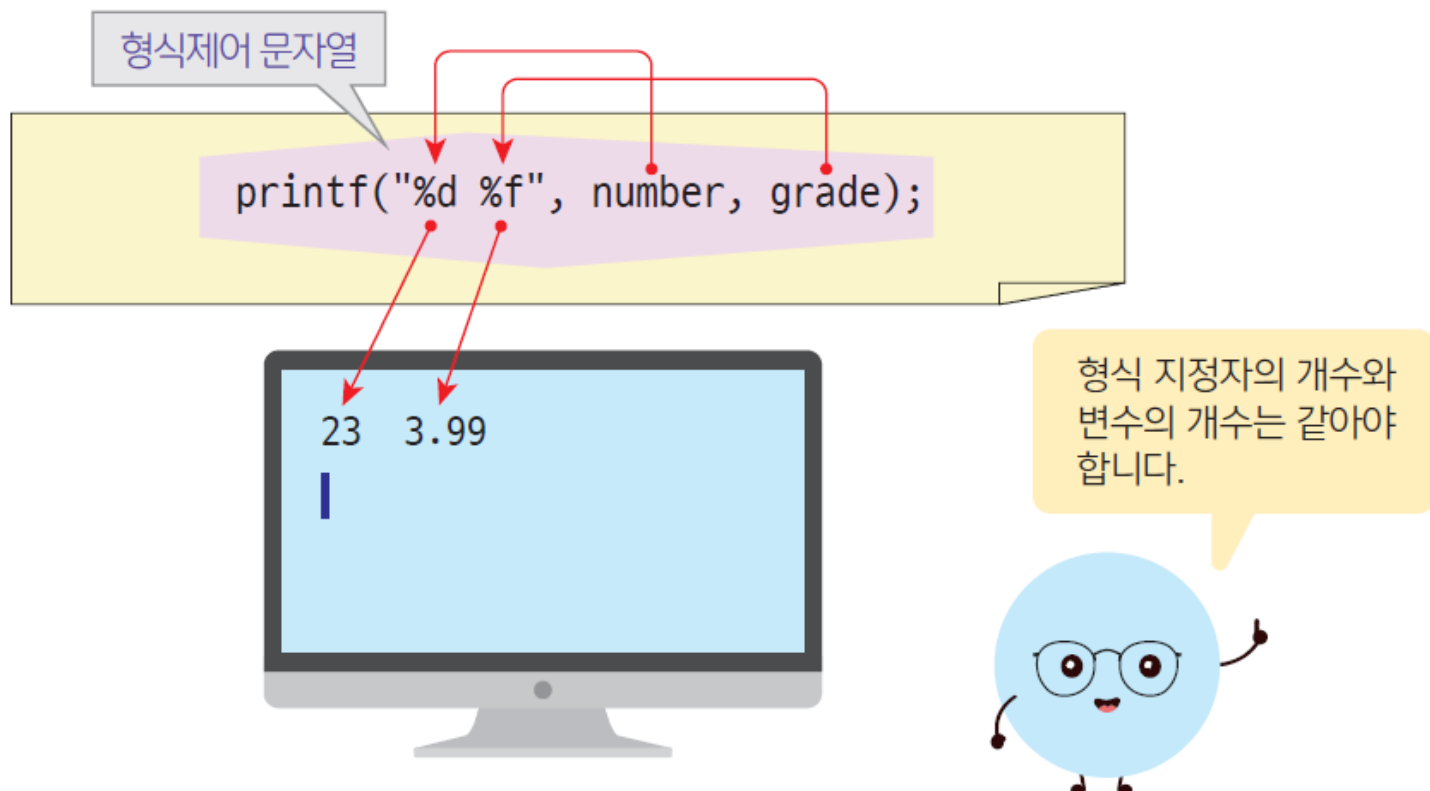 형식제어 문자열
printf("%d %f", number, grade);
23 3.99
형식 지정자의 개수와
변수의 개수는 같아야
합니다.